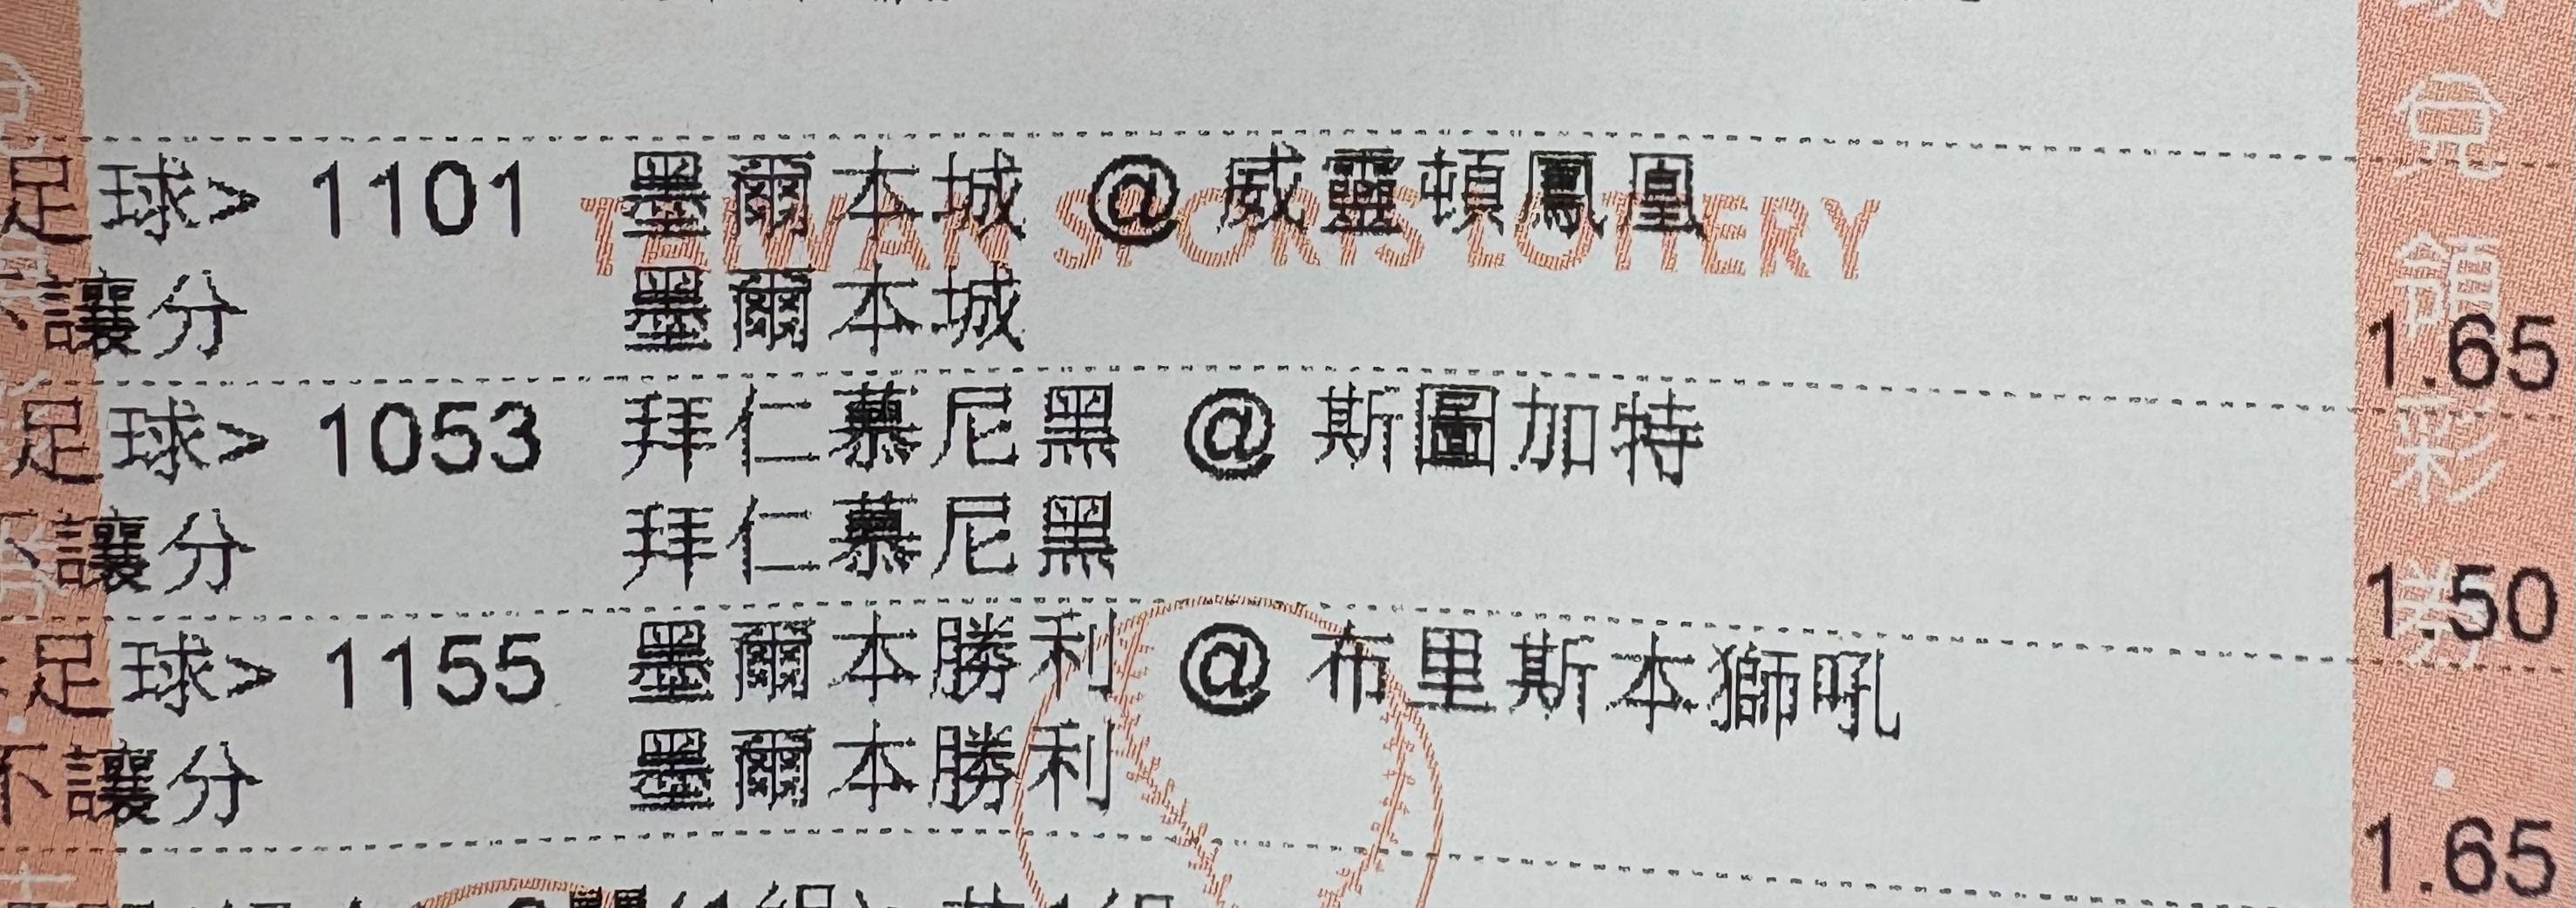 足球> 1101 墨爾本城 @ 威靈頓鳳凰
TAIWAN SPORTS LOTTERY
不讓分 墨爾本城 1.65
足球> 1053 拜仁慕尼黑 @ 斯圖加特
不讓分 拜仁慕尼黑 1.50
足球> 1155 墨爾本勝利 @ 布里斯本獅吼
不讓分 墨爾本勝利 1.65
兌領彩券